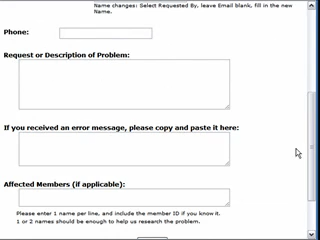 Name changes: Select Requested By, leave Email blank, fill in the new
Name.
Phone:
Request or Description of Problem:
If you received an error message, please copy and paste it here:
Affected Members (if applicable):
Please enter 1 name per line, and include the member ID if you know it.
1 or 2 names should be enough to help us research the problem.